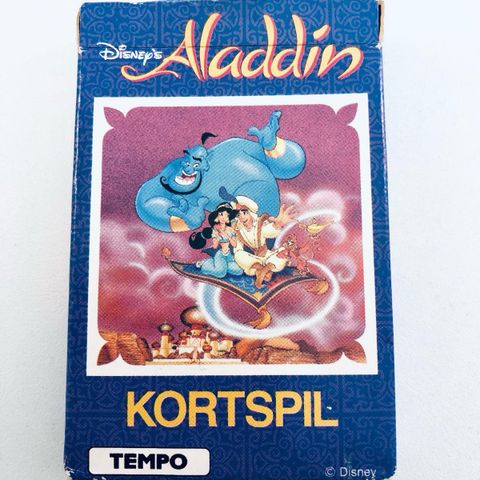 Disney's Aladdin
KORTSPIL
TEMPO
© Disney